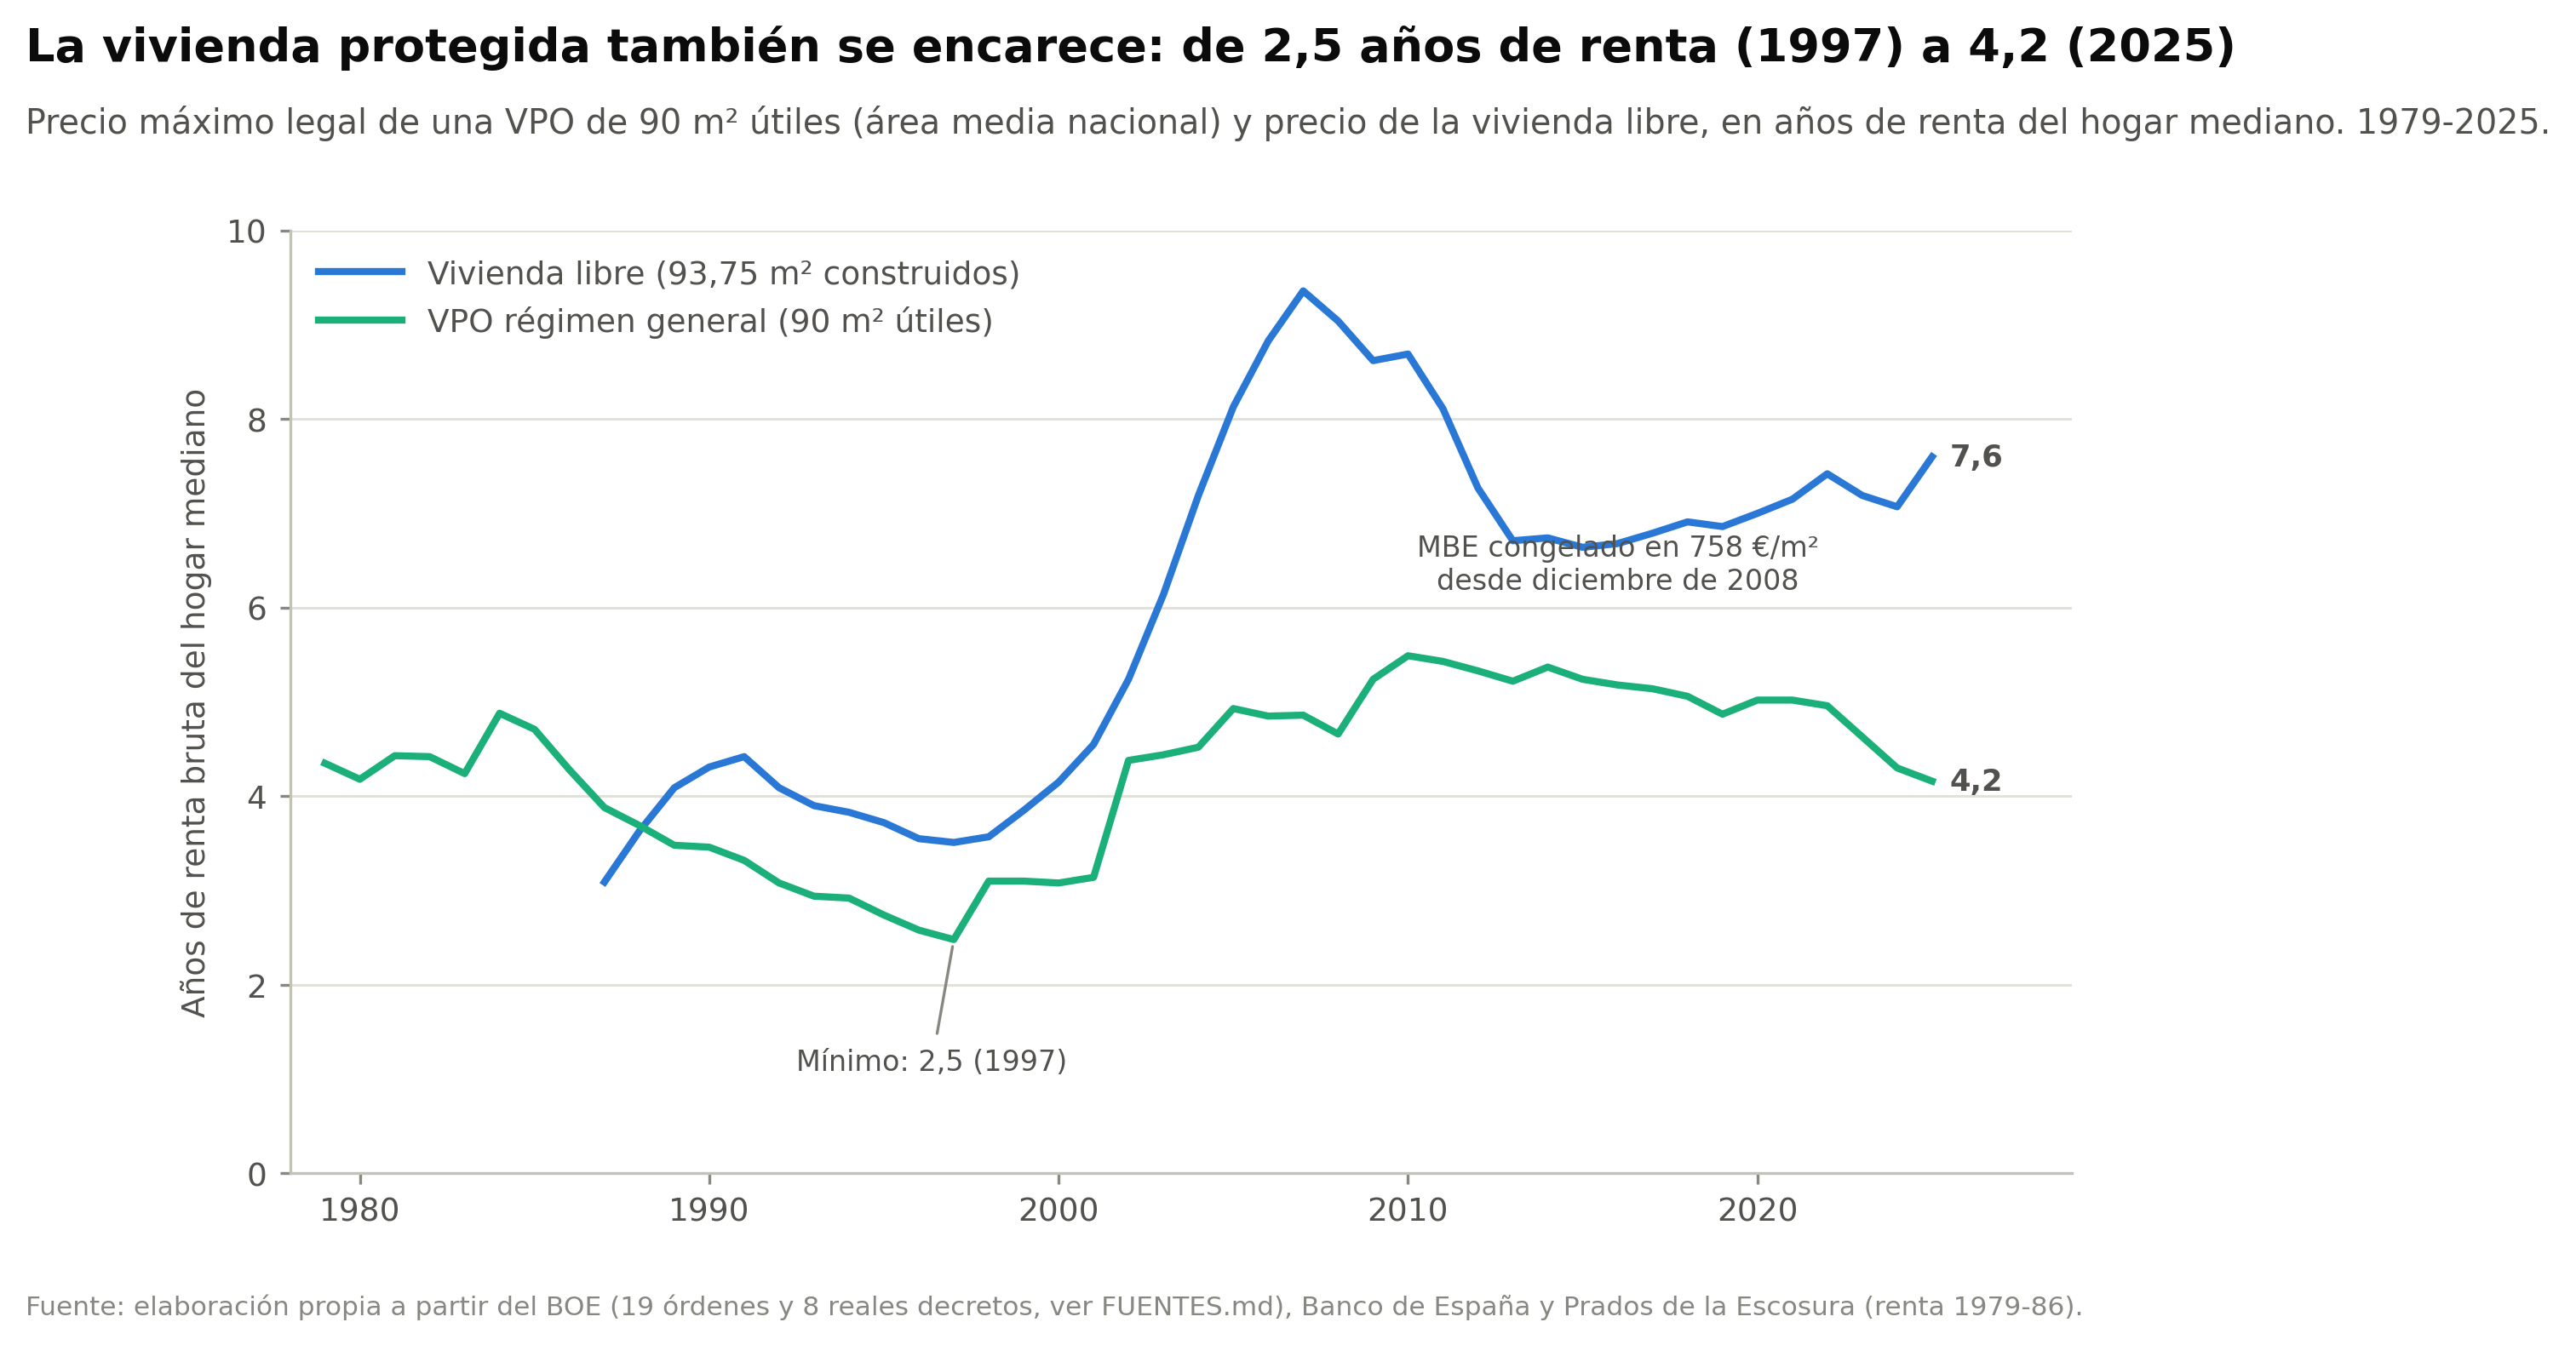 La vivienda protegida también se encarece: de 2,5 años de renta (1997) a 4,2 (2025)
Precio máximo legal de una VPO de 90 m² útiles (área media nacional) y precio de la vivienda libre, en años de renta del hogar mediano. 1979-2025.
Años de renta bruta del hogar mediano
10
8
6
4
2
0
Vivienda libre (93,75 m² construidos)
VPO régimen general (90 m² útiles)
7,6
MBE congelado en 758 €/m²
desde diciembre de 2008
4,2
Mínimo: 2,5 (1997)
1980 1990 2000 2010 2020
Fuente: elaboración propia a partir del BOE (19 órdenes y 8 reales decretos, ver FUENTES.md), Banco de España y Prados de la Escosura (renta 1979-86).